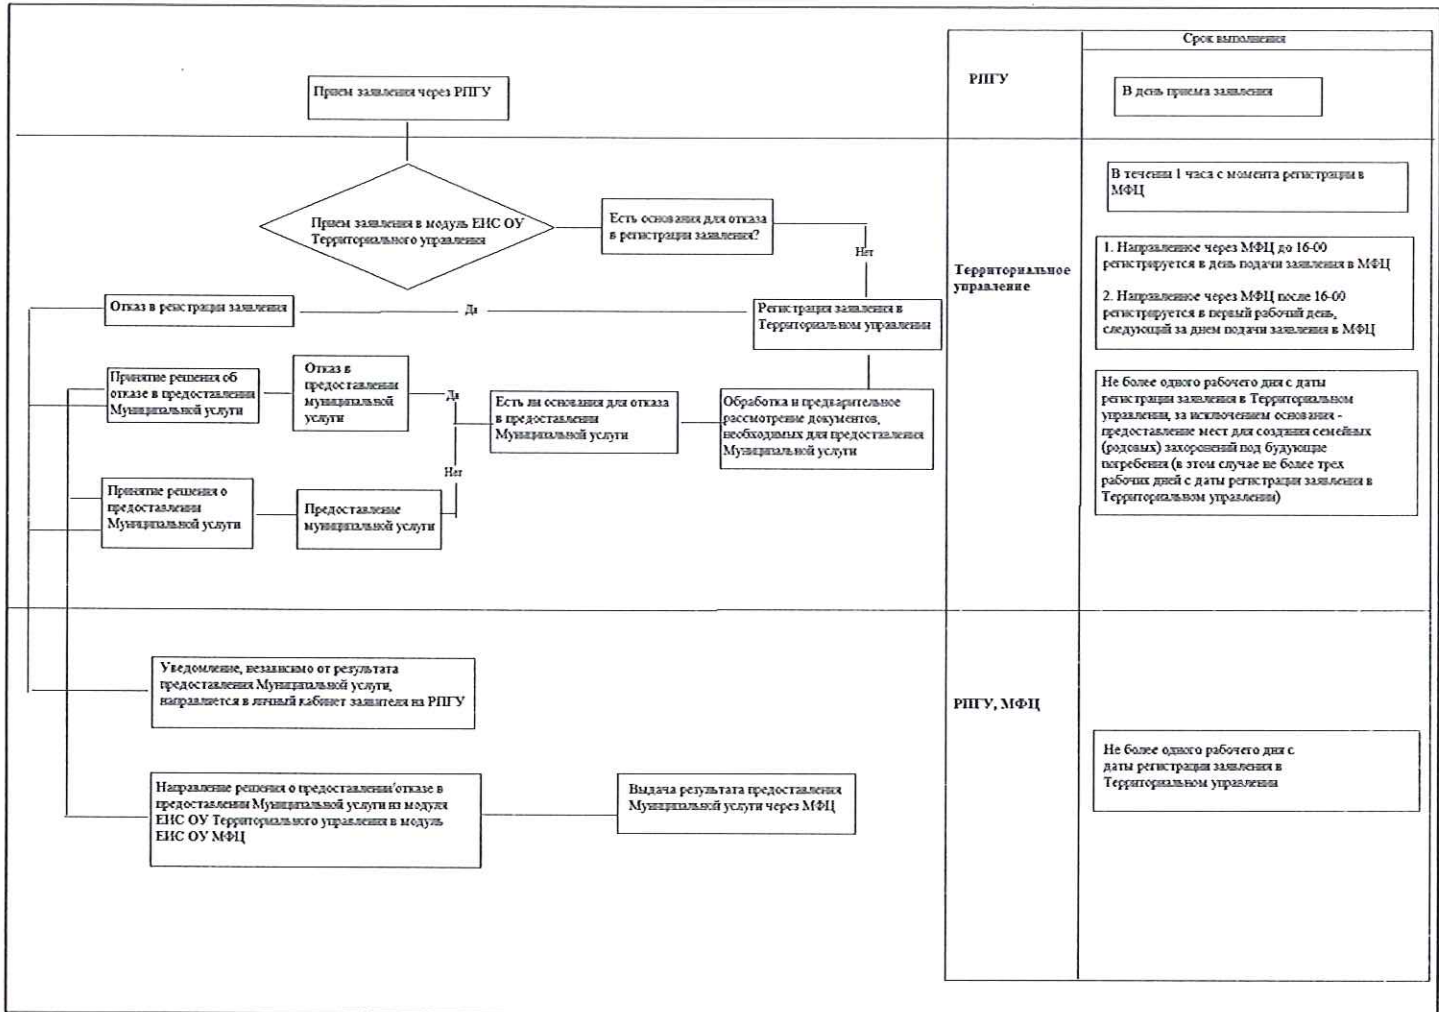 Срок выполнения
РПГУ
Прием заявления через РПГУ
В день приема заявления
В течении 1 часа с момента регистрации в
МФЦ
Прием заявления в модуль ЕИС ОУ
Территориального управления
Есть основания для отказа
в регистрации заявления?
Нет
Территориальное
управление
1. Направленное через МФЦ до 16-00
регистрируется в день подачи заявления в МФЦ
2. Направленное через МФЦ после 16-00
регистрируется в первый рабочий день,
следующий за днем подачи заявления в МФЦ
Отказ в реистрации заявления
Да
Регистрация заявления в
Территориальном управлении
Принятие решения об
отказе в предоставлении
Муниципальной услуги
Отказ в
предоставлении
муниципальной
услуги
Да
Есть ли основания для отказа
в предоставлении
Муниципальной услуги
Обработка и предварительное
рассмотрение документов,
необходимых для предоставления
Муниципальной услуги
Не более одного рабочего дня с даты
регистрации заявления в Территориальном
управлении, за исключением основания -
предоставление мест для создания семейных
(родовых) захоронений под будующие
погребения (в этом случае не более трех
рабочих дней с даты регистрации заявления в
Территориальном управлении)
Нет
Принятие решения о
предоставлении
Муниципальной услуги
Предоставление
муниципальной услуги
Уведомление, независимо от результата
предоставления Муниципальной услуги,
направляется в личный кабинет заявителя на РПГУ
РПГУ, МФЦ
Не более одного рабочего дня с
даты регистрации заявления в
Территориальном управлении
Направление решения о предоставлении/отказе в
предоставлении Муниципальной услуги из модуля
ЕИС ОУ Территориального управления в модуль
ЕИС ОУ МФЦ
Выдача результата предоставления
Муниципальной услуги через МФЦ